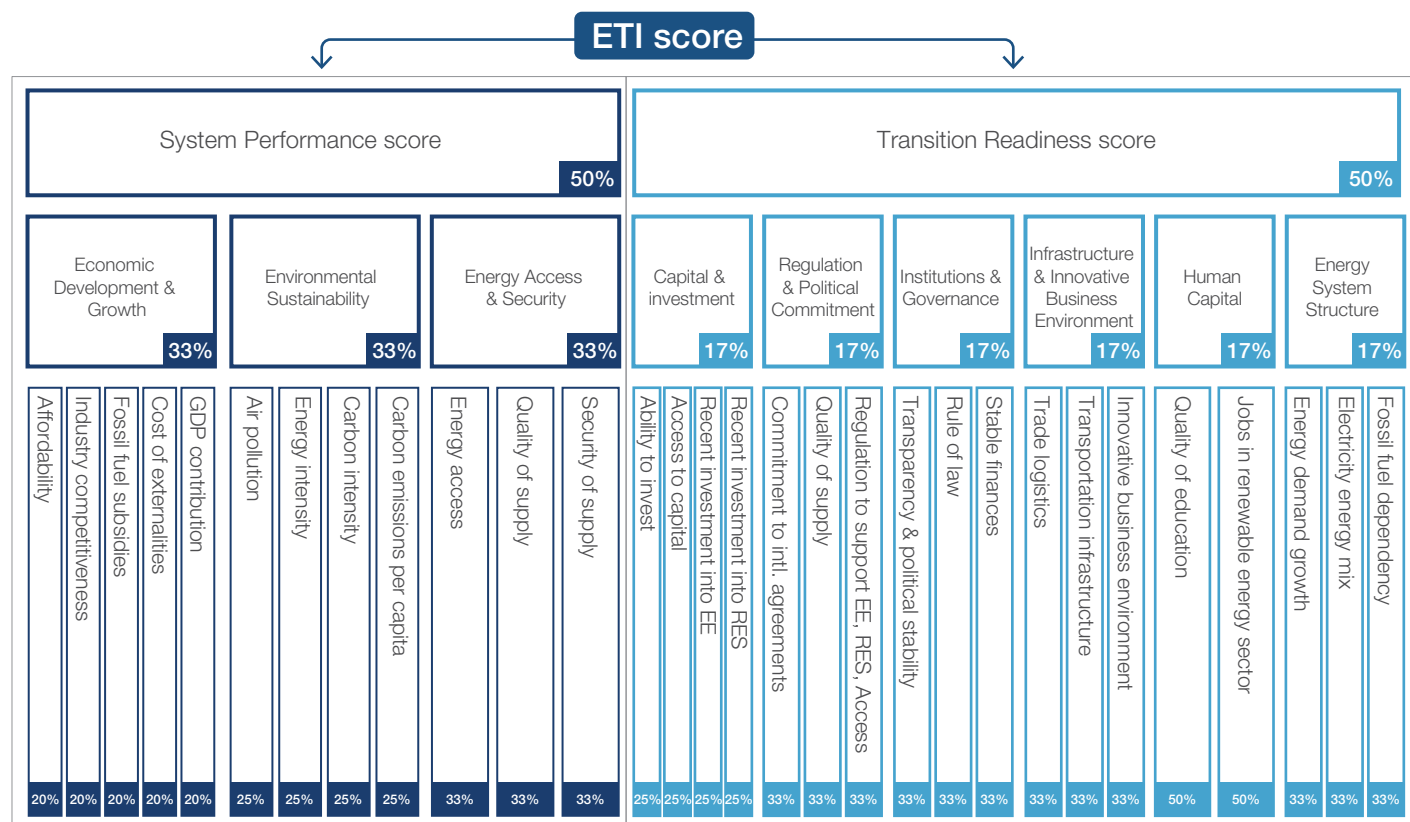 ETI score
System Performance score
50%
Transition Readiness score
50%
Economic
Development &
Growth
33%
Environmental
Sustainability
33%
Energy Access
& Security
33%
Capital &
investment
17%
Regulation
& Political
Commitment
17%
Institutions &
Governance
17%
Infrastructure
& Innovative
Business
Environment
17%
Human
Capital
17%
Energy
System
Structure
17%
Affordability
20%
Industry competitiveness
20%
Fossil fuel subsidies
20%
Cost of externalities
20%
GDP contribution
20%
Air pollution
25%
Energy intensity
25%
Carbon intensity
25%
Carbon emissions per capita
25%
Energy access
33%
Quality of supply
33%
Security of supply
33%
Ability to invest
25%
Access to capital
25%
Recent investment into EE
25%
Recent investment into RES
25%
Commitment to intl. agreements
33%
Quality of supply
33%
Regulation to support EE, RES, Access
33%
Transparency & political stability
33%
Rule of law
33%
Stable finances
33%
Trade logistics
33%
Transportation infrastructure
33%
Innovative business environment
33%
Quality of education
50%
Jobs in renewable energy sector
50%
Energy demand growth
33%
Electricity energy mix
33%
Fossil fuel dependency
33%